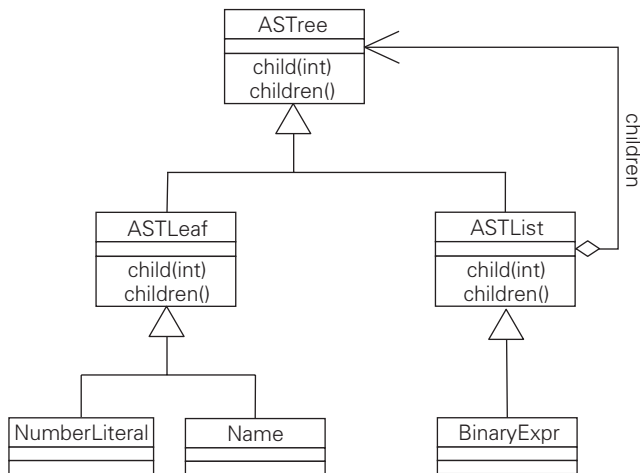 ASTree
child(int)
children()
children
ASTLeaf
child(int)
children()
ASTList
child(int)
children()
NumberLiteral
Name
BinaryExpr